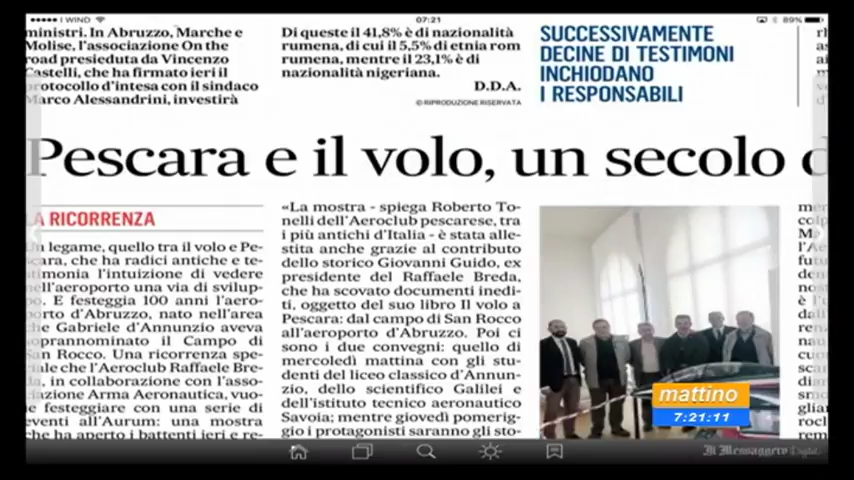 WIND
07:21
89%
ministri. In Abruzzo, Marche e
Molise, l'associazione On the
road presieduta da Vincenzo
Castelli, che ha firmato ieri il
protocollo d'intesa con il sindaco
Marco Alessandrini, investirà
Di queste il 41,8% è di nazionalità
rumena, di cui il 5,5% di etnia rom
rumena, mentre il 23,1% è di
nazionalità nigeriana.
D.D.A.
© RIPRODUZIONE RISERVATA
SUCCESSIVAMENTE
DECINE DI TESTIMONI
INCHIODANO
I RESPONSABILI
Pescara e il volo, un secolo d
LA RICORRENZA
Un legame, quello tra il volo e Pe-
scara, che ha radici antiche e te-
stimonia l'intuizione di vedere
nell'aeroporto una via di svilup-
po. E festeggia 100 anni l'aero-
porto d'Abruzzo, nato nell'area
che Gabriele d'Annunzio aveva
soprannominato il Campo di
San Rocco. Una ricorrenza spe-
ciale che l'Aeroclub Raffaele Bre-
da, in collaborazione con l'asso-
ciazione Arma Aeronautica, vuo-
le festeggiare con una serie di
eventi all'Aurum: una mostra
che ha aperto i battenti ieri e re-
«La mostra - spiega Roberto To-
nelli dell'Aeroclub pescarese, tra
i più antichi d'Italia - è stata alle-
stita anche grazie al contributo
dello storico Giovanni Guido, ex
presidente del Raffaele Breda,
che ha scovato documenti inedi-
ti, oggetto del suo libro Il volo a
Pescara: dal campo di San Rocco
all'aeroporto d'Abruzzo. Poi ci
sono i due convegni: quello di
mercoledì mattina con gli stu-
denti del liceo classico d'Annun-
zio, dello scientifico Galilei e
dell'istituto tecnico aeronautico
Savoia; mentre giovedì pomerig-
gio i protagonisti saranno gli sto-
mattino
7:21:11
Il Messaggero Digital